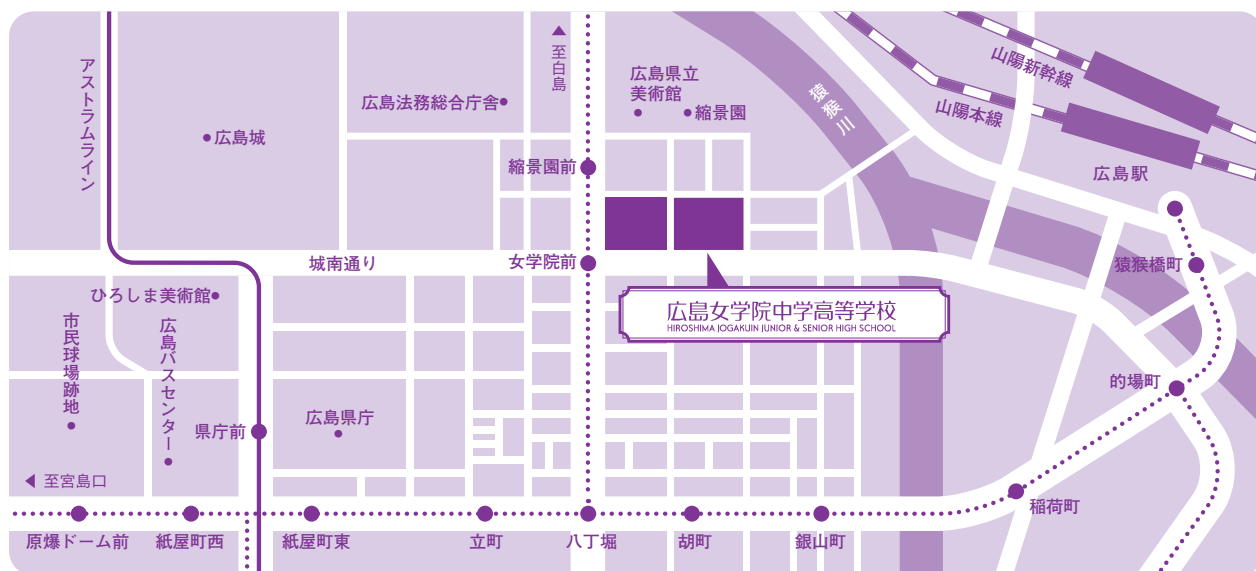 アストラムライン
広島城
広島法務総合庁舎
至白島
広島県立
美術館
縮景園
猿猴川
山陽新幹線
山陽本線
広島駅
縮景園前
城南通り
女学院前
猿猴橋町
ひろしま美術館
広島女学院中学高等学校
HIROSHIMA JOGAKUIN JUNIOR & SENIOR HIGH SCHOOL
市民球場跡地
広島バスセンター
県庁前
広島県庁
的場町
至宮島口
稲荷町
原爆ドーム前
紙屋町西
紙屋町東
立町
八丁堀
胡町
銀山町